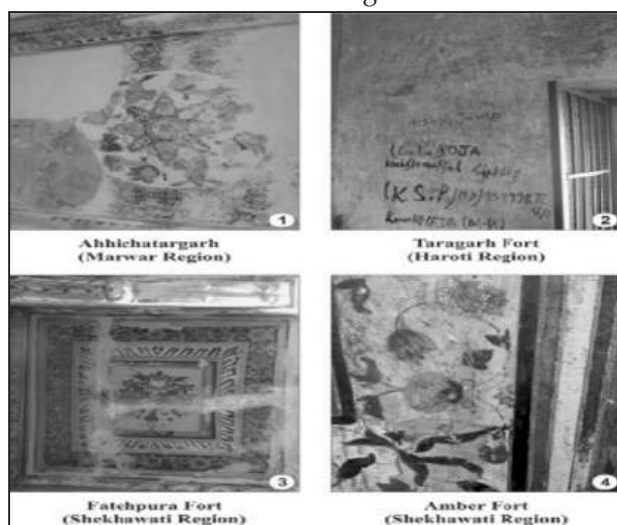 1
2
Ahhichatargarh
(Marwar Region)
Taragarh Fort
(Haroti Region)
ROJA
(K.S.P.)
3
4
Fatehpura Fort
(Shekhawati Region)
Amber Fort
(Shekhawati Region)